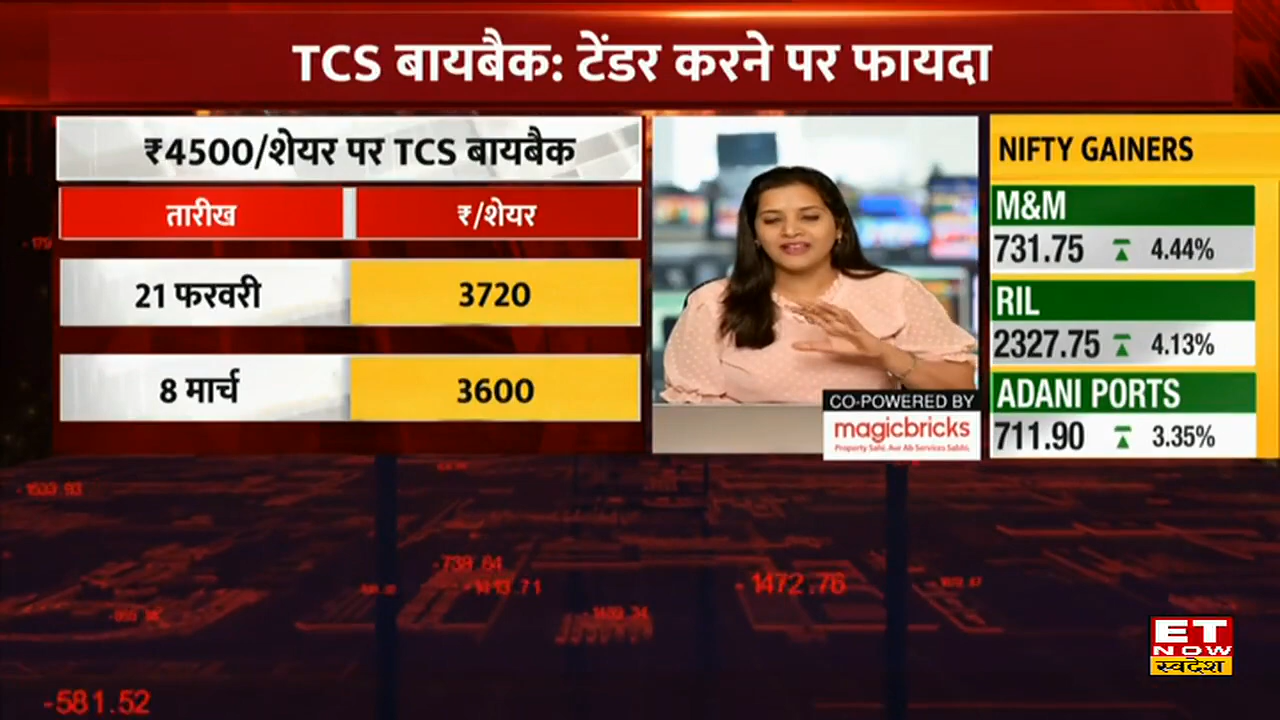 TCS बायबैक: टेंडर करने पर फायदा
₹4500/शेयर पर TCS बायबैक
तारीख
₹/शेयर
21 फरवरी
3720
8 मार्च
3600
CO-POWERED BY
magicbricks
NIFTY GAINERS
M&M
731.75 4.44%
RIL
2327.75 4.13%
ADANI PORTS
711.90 3.35%
-1472.76
-581.52
ET
NOW
स्वदेश